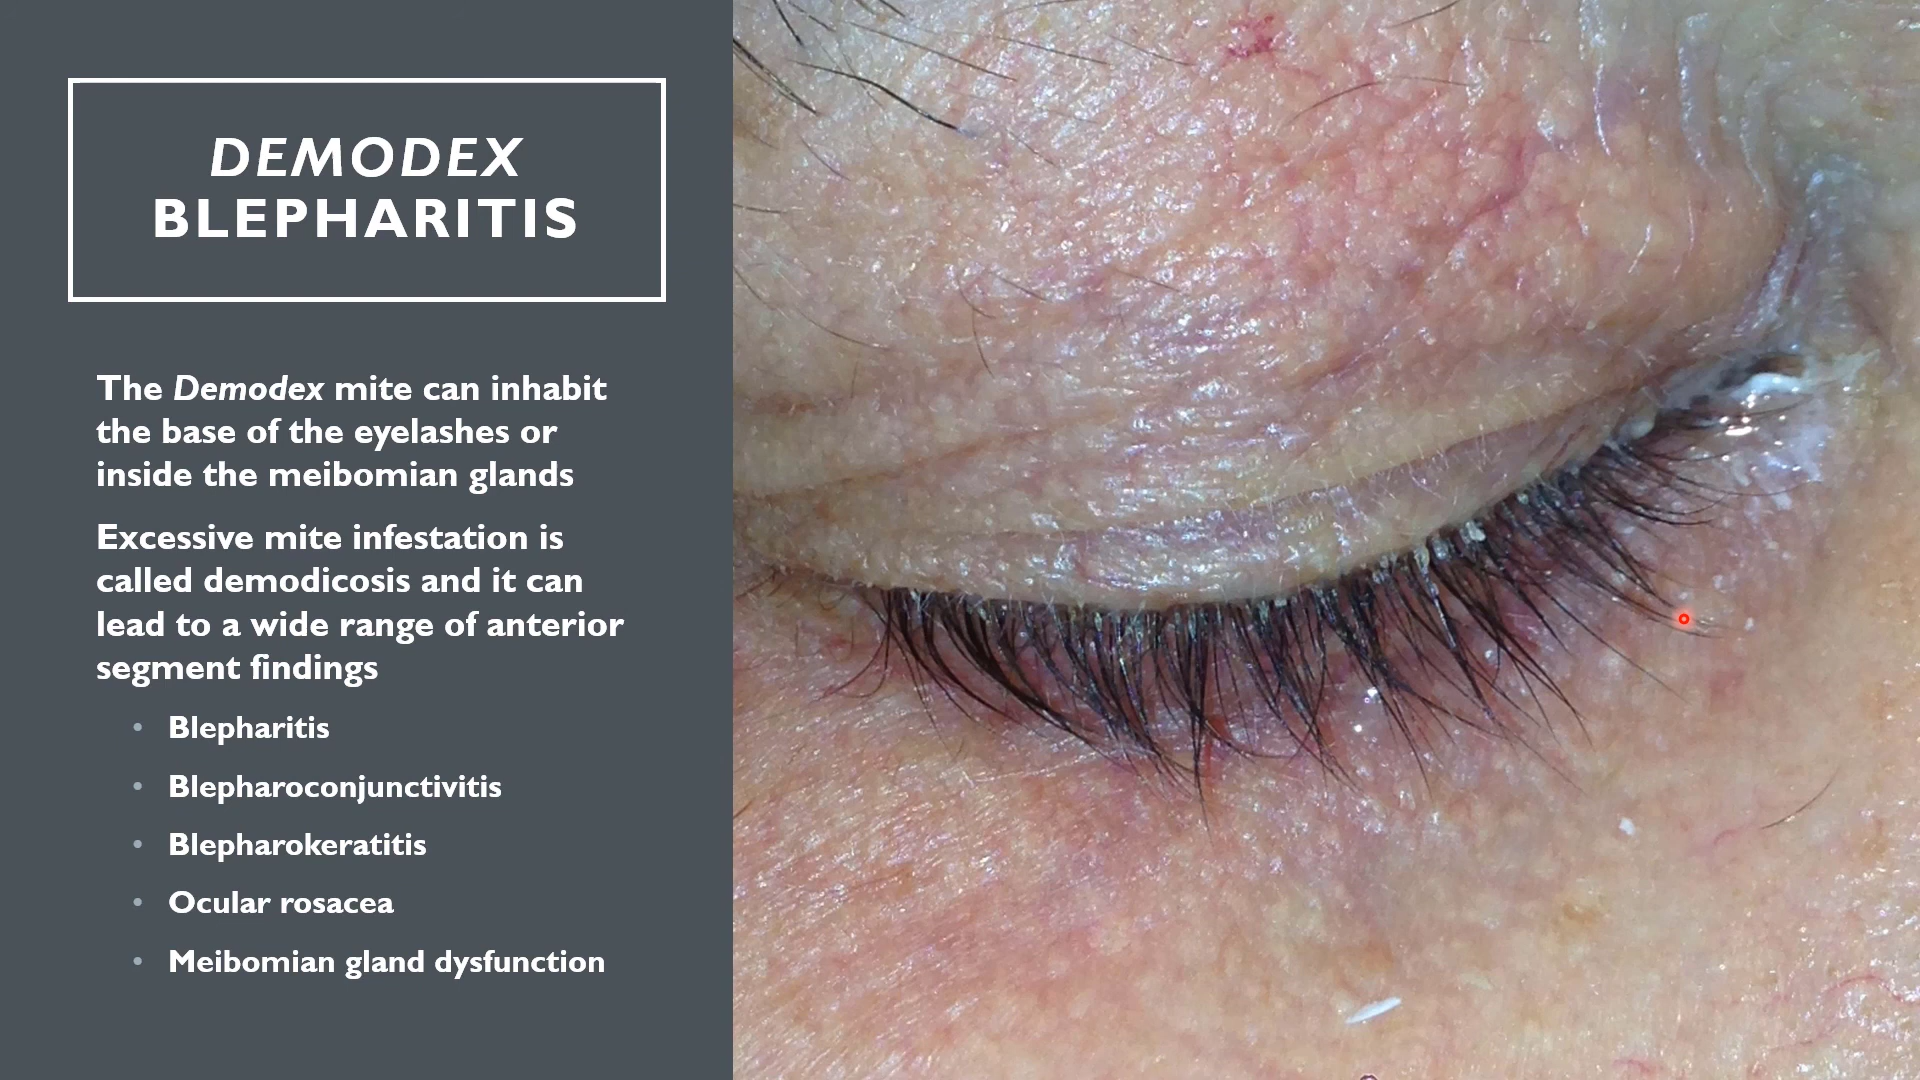 DEMODEX
BLEPHARITIS
The Demodex mite can inhabit
the base of the eyelashes or
inside the meibomian glands
Excessive mite infestation is
called demodicosis and it can
lead to a wide range of anterior
segment findings
• Blepharitis
• Blepharoconjunctivitis
• Blepharokeratitis
• Ocular rosacea
• Meibomian gland dysfunction